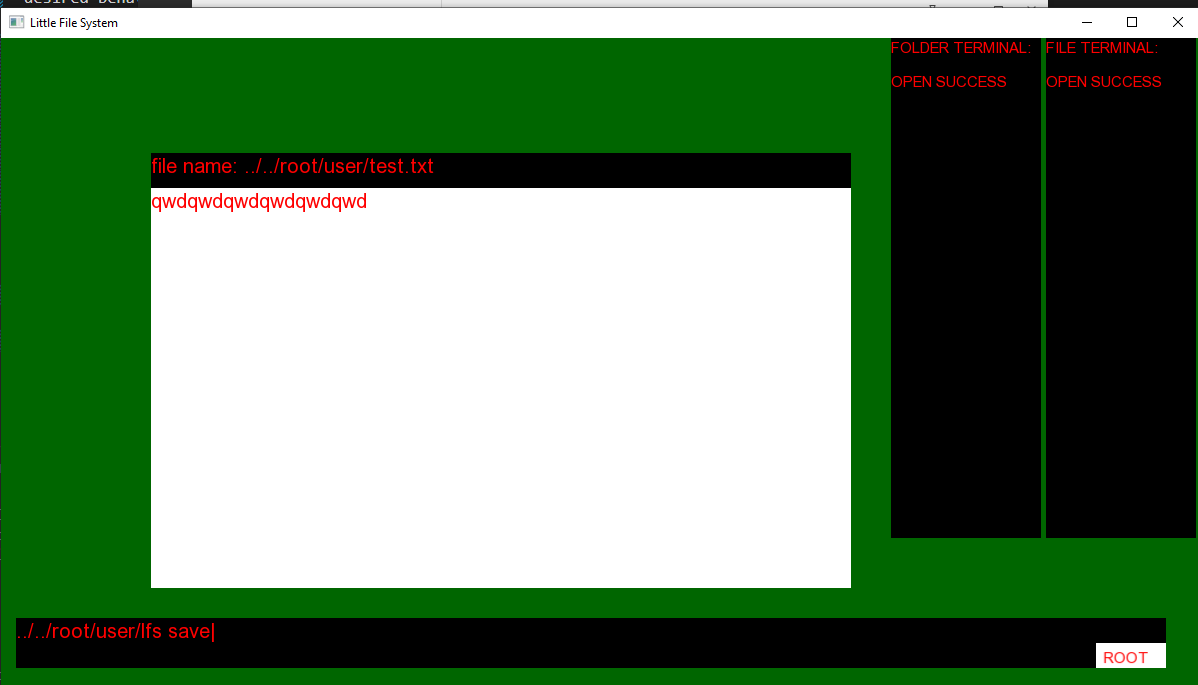 Little File System
FOLDER TERMINAL:
OPEN SUCCESS
FILE TERMINAL:
OPEN SUCCESS
file name: ../../root/user/test.txt
qwdqwdqwdqwdqwdqwd
../../root/user/lfs save|
ROOT